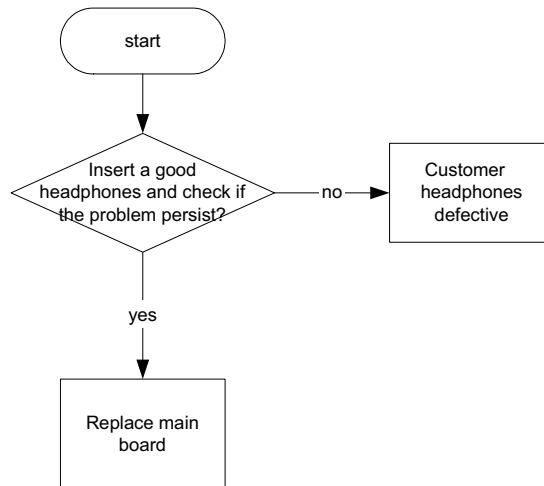 start
Insert a good
headphones and check if
the problem persist?
no
Customer
headphones
defective
yes
Replace main
board